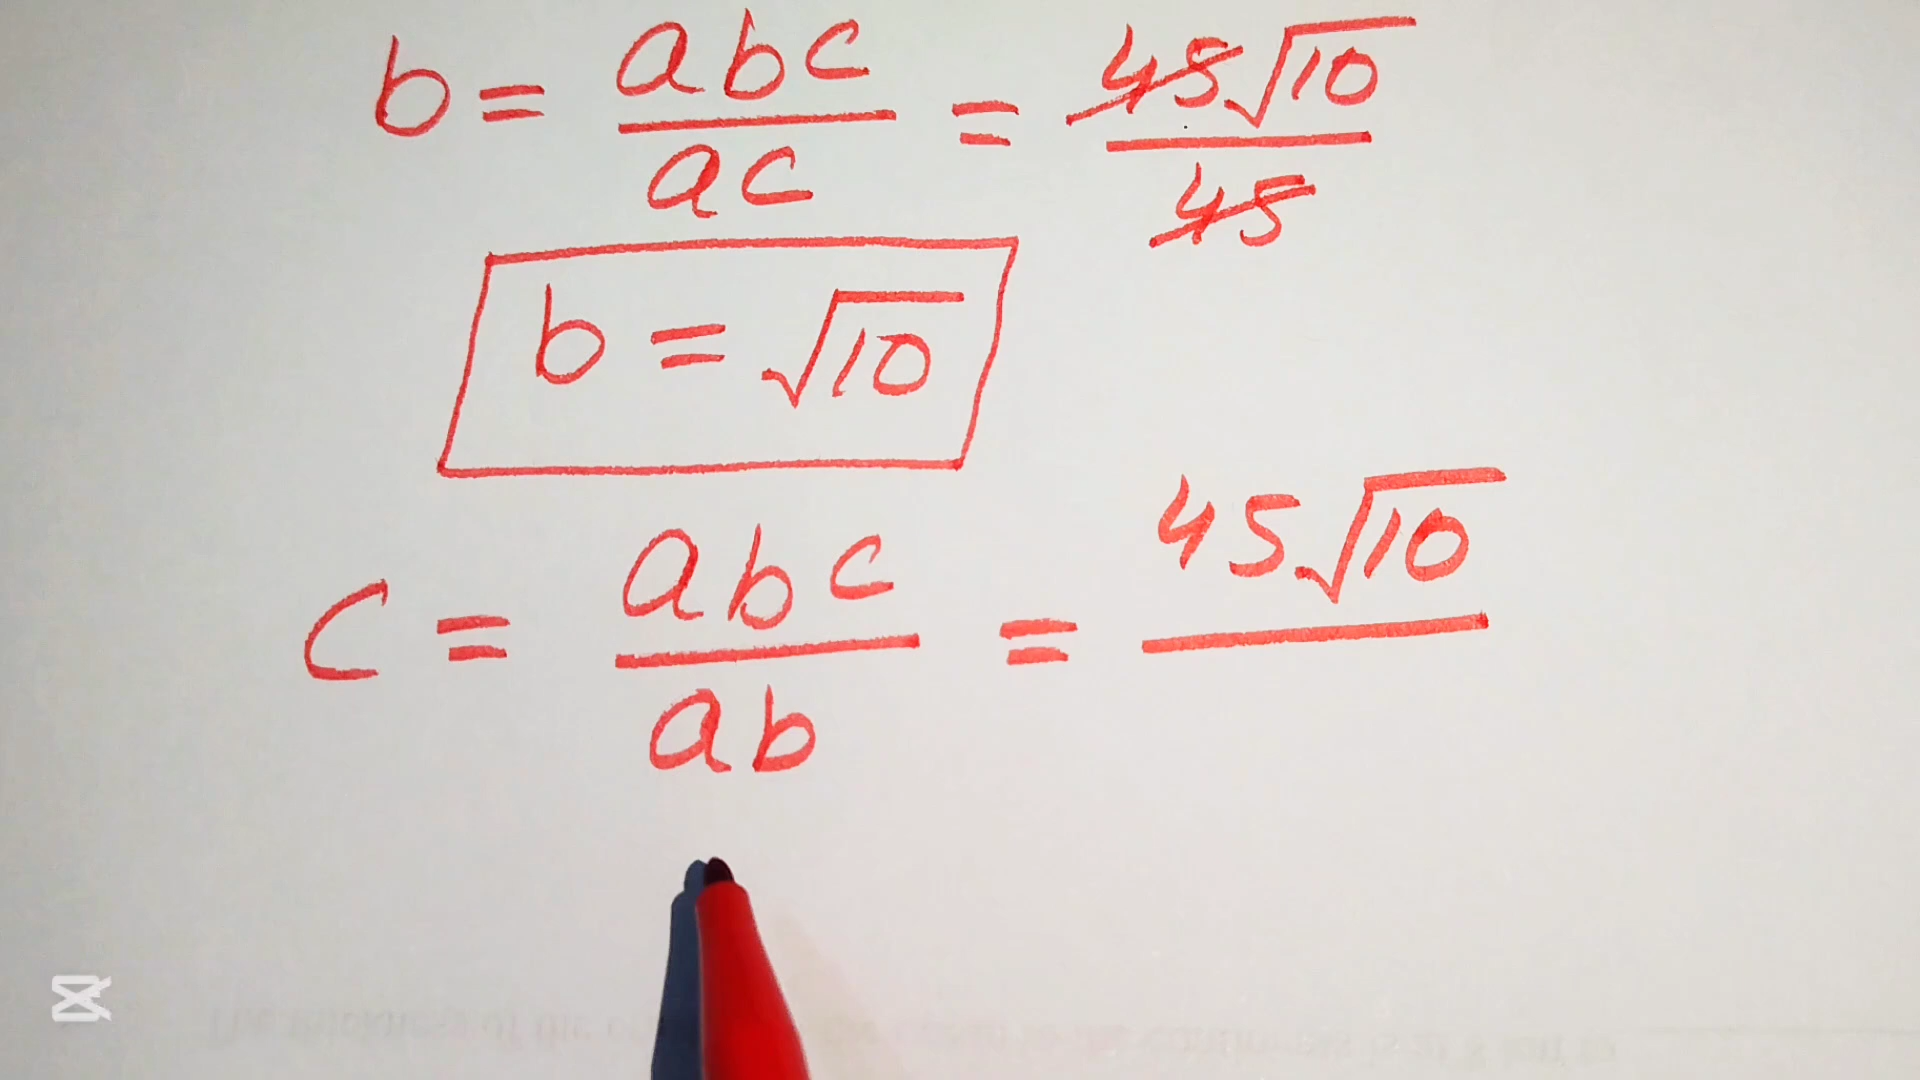 b = abc / ac = 45√10 / 45
b = √10
c = abc / ab = 45√10 /